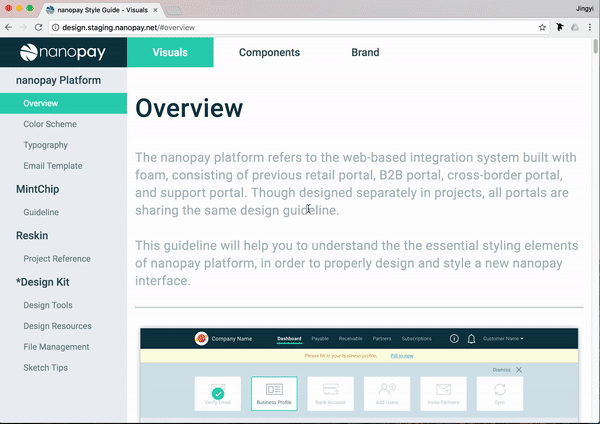 nanopay Style Guide - Visuals
Jingyi
design.staging.nanopay.net/#overview
nanopay
Visuals
Components
Brand
nanopay Platform
Overview
Color Scheme
Typography
Email Template
MintChip
Guideline
Reskin
Project Reference
*Design Kit
Design Tools
Design Resources
File Management
Sketch Tips
Overview
The nanopay platform refers to the web-based integration system built with
foam, consisting of previous retail portal, B2B portal, cross-border portal,
and support portal. Though designed separately in projects, all portals are
sharing the same design guideline.
This guideline will help you to understand the the essential styling elements
of nanopay platform, in order to properly design and style a new nanopay
interface.
Company Name
Dashboard
Payable
Receivable
Partners
Subscriptions
Customer Name
Please fill in your business profile.
Fill in now
Dismiss
Verify Email
Business Profile
Bank Account
Add Users
Invite Partners
Sync